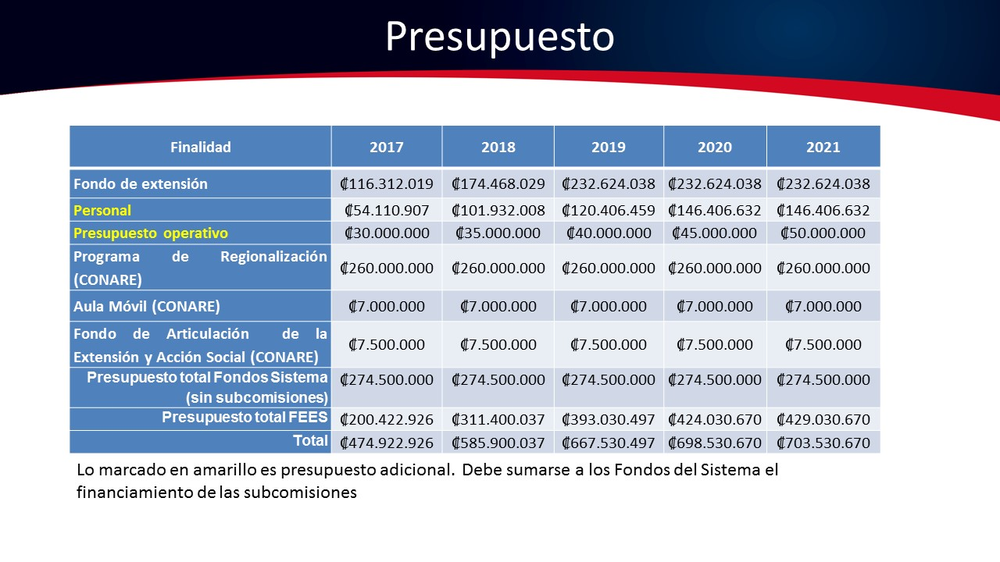 Presupuesto
Finalidad 2017 2018 2019 2020 2021
Fondo de extensión ₡116.312.019 ₡174.468.029 ₡232.624.038 ₡232.624.038 ₡232.624.038
Personal ₡54.110.907 ₡101.932.008 ₡120.406.459 ₡146.406.632 ₡146.406.632
Presupuesto operativo ₡30.000.000 ₡35.000.000 ₡40.000.000 ₡45.000.000 ₡50.000.000
Programa de Regionalización
(CONARE) ₡260.000.000 ₡260.000.000 ₡260.000.000 ₡260.000.000 ₡260.000.000
Aula Móvil (CONARE) ₡7.000.000 ₡7.000.000 ₡7.000.000 ₡7.000.000 ₡7.000.000
Fondo de Articulación de la
Extensión y Acción Social (CONARE) ₡7.500.000 ₡7.500.000 ₡7.500.000 ₡7.500.000 ₡7.500.000
Presupuesto total Fondos Sistema
(sin subcomisiones) ₡274.500.000 ₡274.500.000 ₡274.500.000 ₡274.500.000 ₡274.500.000
Presupuesto total FEES ₡200.422.926 ₡311.400.037 ₡393.030.497 ₡424.030.670 ₡429.030.670
Total ₡474.922.926 ₡585.900.037 ₡667.530.497 ₡698.530.670 ₡703.530.670
Lo marcado en amarillo es presupuesto adicional. Debe sumarse a los Fondos del Sistema el
financiamiento de las subcomisiones